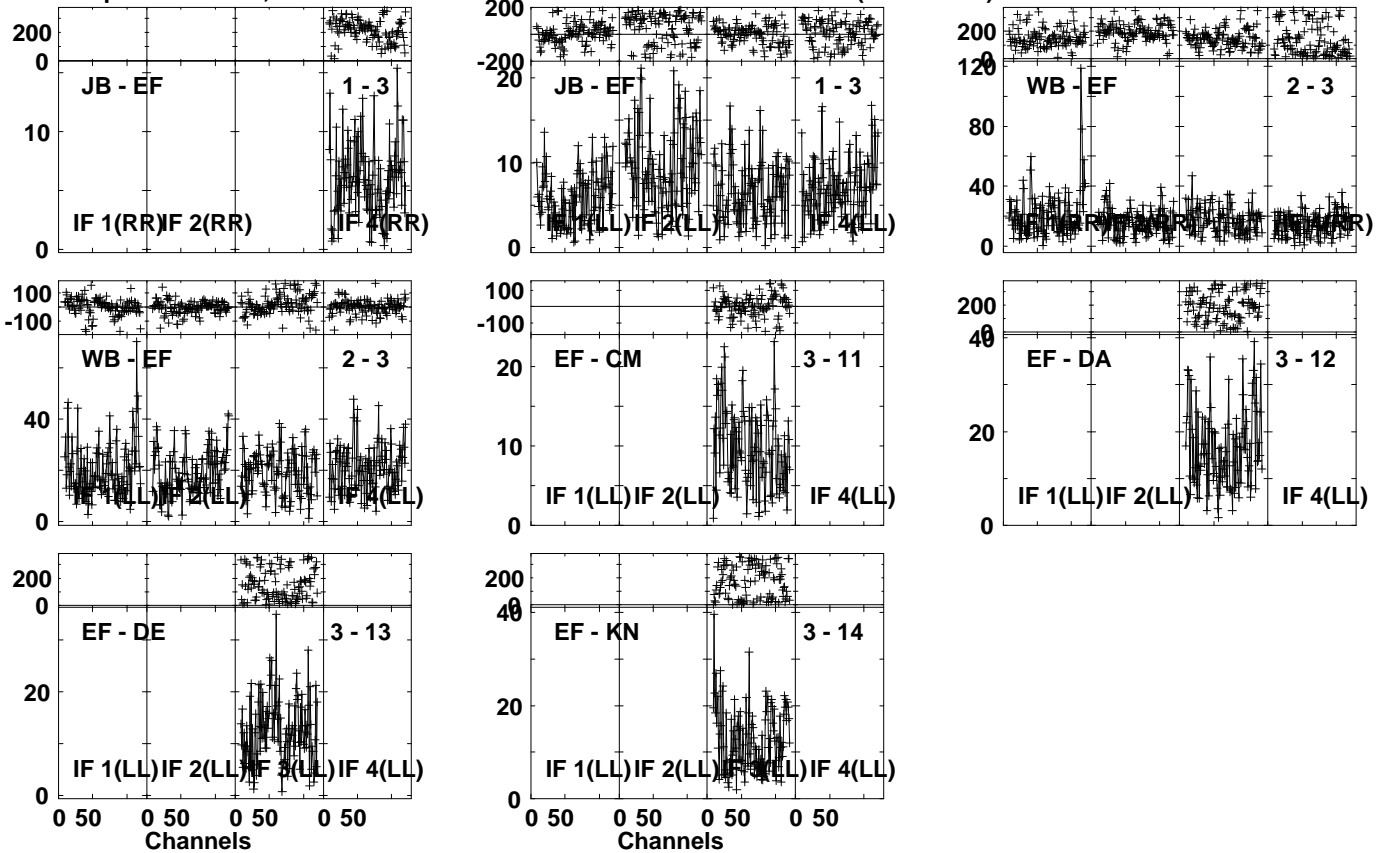 200
0
JB - EF
1 - 3
10
IF 1(RR) IF 2(RR)
IF 4(RR)
0
200
-200
20
JB - EF
1 - 3
10
IF 1(LL) IF 2(LL)
IF 4(LL)
0
200
0
120
WB - EF
2 - 3
80
40
IF 1(RR)
0
100
-100
WB - EF
2 - 3
40
IF 1(LL) IF 2(LL)
IF 4(LL)
0
100
-100
20
EF - CM
3 - 11
10
IF 1(LL) IF 2(LL)
IF 4(LL)
0
200
0
40
EF - DA
3 - 12
20
IF 1(LL) IF 2(LL)
IF 4(LL)
0
200
0
EF - DE
3 - 13
20
IF 1(LL) IF 2(LL) IF 3(LL) IF 4(LL)
0
0 50 0 50 0 50 0 50
Channels
200
0
40
EF - KN
3 - 14
20
IF 1(LL) IF 2(LL) IF 3(LL) IF 4(LL)
0
0 50 0 50 0 50 0 50
Channels